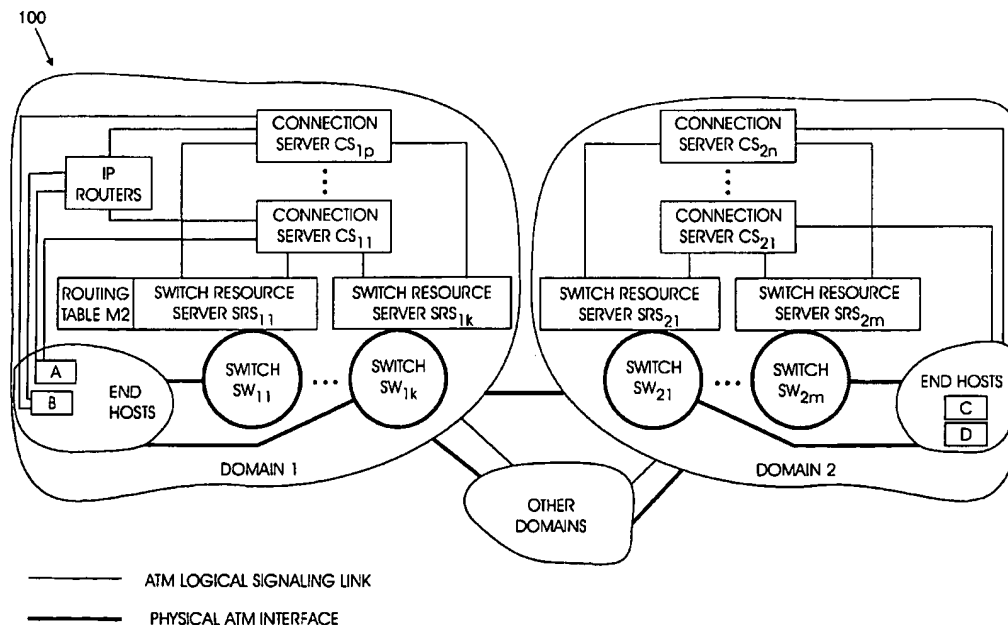 100
CONNECTION
SERVER CS1p
IP
ROUTERS
CONNECTION
SERVER CS11
ROUTING
TABLE M2
SWITCH RESOURCE
SERVER SRS11
SWITCH RESOURCE
SERVER SRS1k
A
B
END
HOSTS
SWITCH
SW11
SWITCH
SW1k
DOMAIN 1
CONNECTION
SERVER CS2n
CONNECTION
SERVER CS21
SWITCH RESOURCE
SERVER SRS21
SWITCH RESOURCE
SERVER SRS2m
SWITCH
SW21
SWITCH
SW2m
END HOSTS
C
D
DOMAIN 2
OTHER
DOMAINS
ATM LOGICAL SIGNALING LINK
PHYSICAL ATM INTERFACE